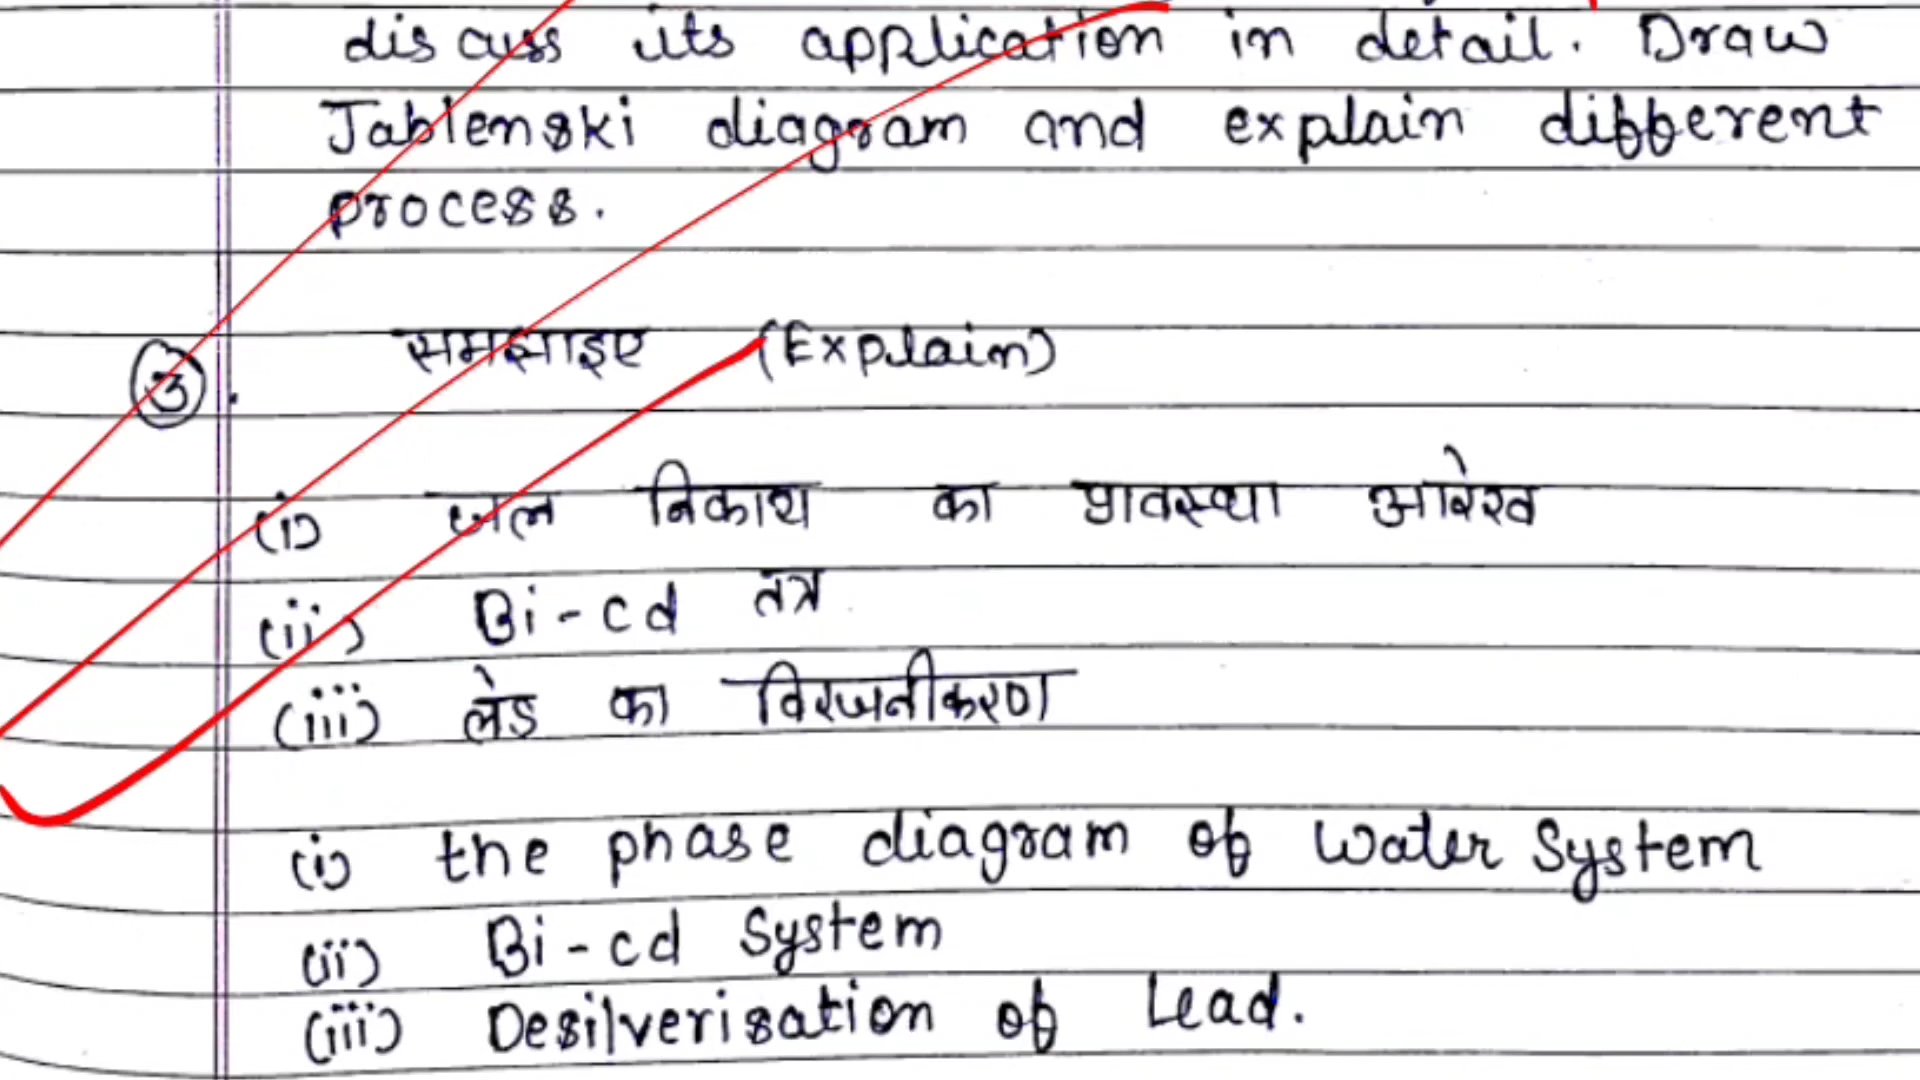 discuss its application in detail. Draw
Jablenski diagram and explain different
process.
③. समझाइए (Explain)
(i) जल निकाय का प्रावस्था आरेख
(ii) Bi-cd तंत्र
(iii) लेड का विरजतीकरण
(i) the phase diagram of water System
(ii) Bi-cd System
(iii) Desilverisation of Lead.